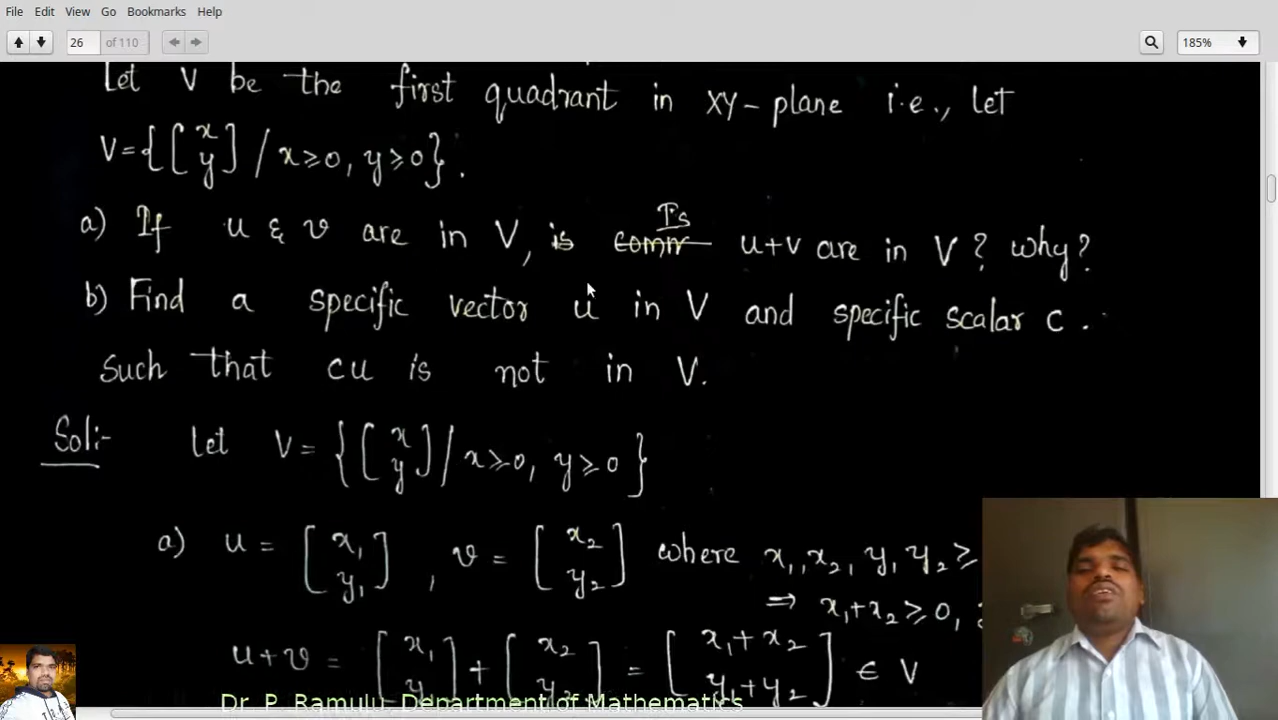 File Edit View Go Bookmarks Help
26 of 110 185%
Let V be the first quadrant in xy-plane i.e., let
V={[x y] / x≥0, y≥0}.
a) If u & v are in V, is Is u+v are in V? why?
b) Find a specific vector u in V and specific scalar c.
Such that cu is not in V.
Sol:- Let V = {[x y] / x≥0, y≥0}
a) u = [x₁ y₁], v = [x₂ y₂] where x₁, x₂, y₁, y₂ ≥
⇒ x₁+x₂ ≥ 0,
u+v = [x₁ y₁] + [x₂ y₂] = [x₁+x₂ y₁+y₂] ∈ V
Dr. P. Ramulu, Department of Mathematics